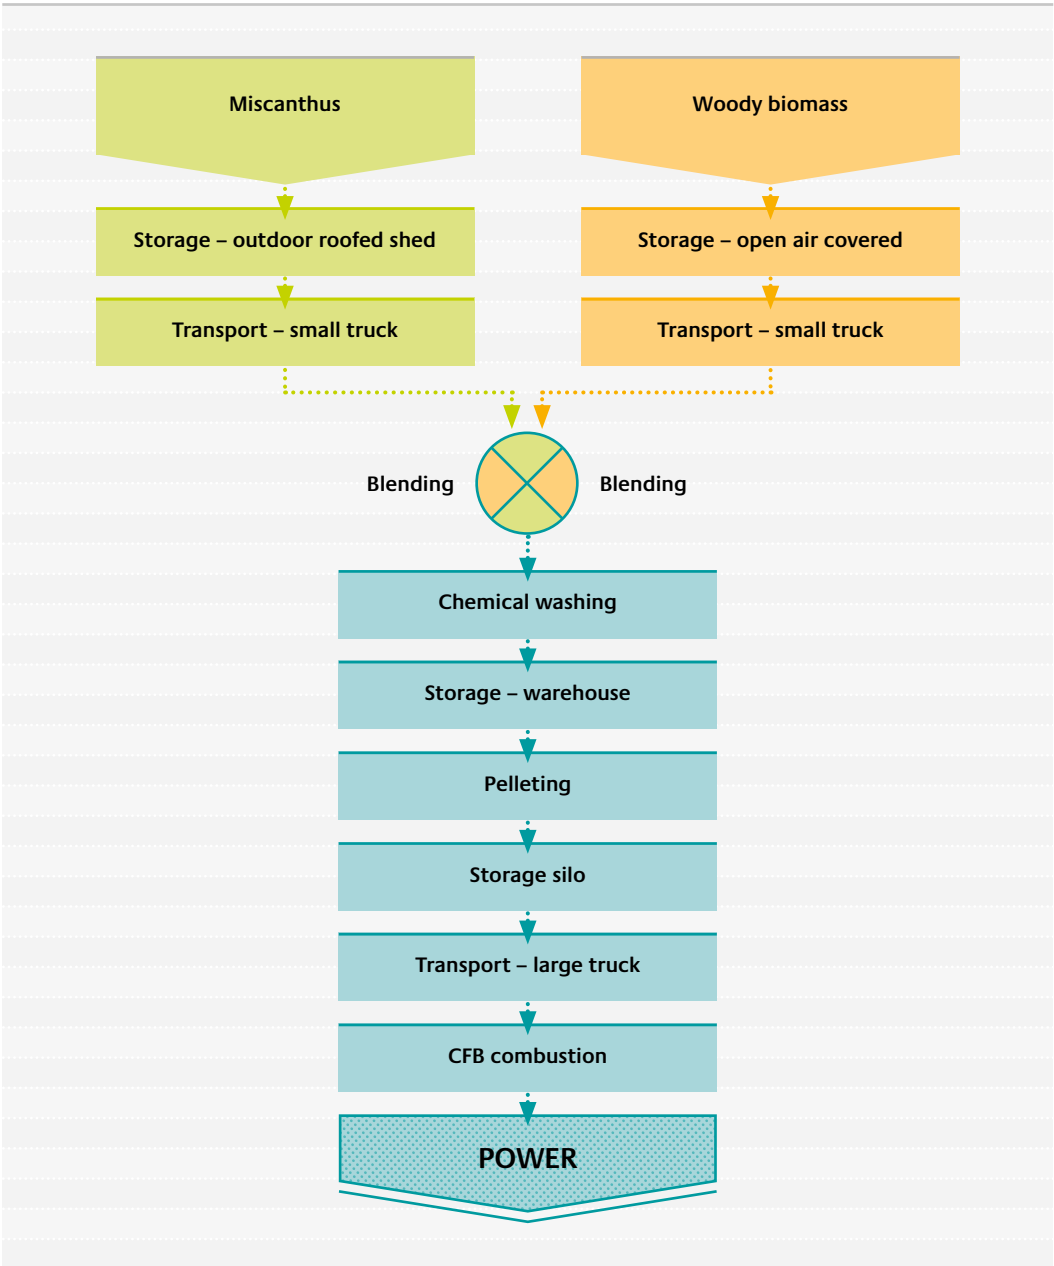 Miscanthus
Woody biomass
Storage – outdoor roofed shed
Storage – open air covered
Transport – small truck
Transport – small truck
Blending
Blending
Chemical washing
Storage – warehouse
Pelleting
Storage silo
Transport – large truck
CFB combustion
POWER